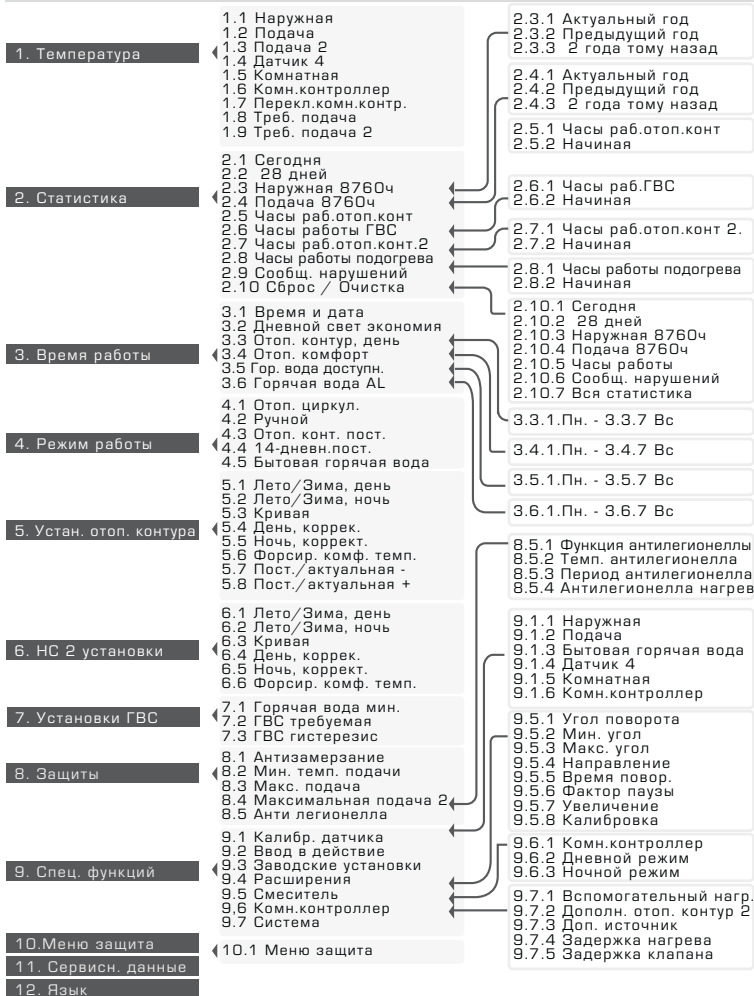 1. Температура
1.1 Наружная
1.2 Подача
1.3 Подача 2
1.4 Датчик 4
1.5 Комнатная
1.6 Комн.контроллер
1.7 Перекл.комн.контр.
1.8 Треб. подача
1.9 Треб. подача 2
2. Статистика
2.1 Сегодня
2.2 28 дней
2.3 Наружная 8760ч
2.4 Подача 8760ч
2.5 Часы раб.отоп.конт
2.6 Часы работы ГВС
2.7 Часы раб.отоп.конт.2
2.8 Часы работы подогрева
2.9 Сообщ. нарушений
2.10 Сброс / Очистка
2.3.1 Актуальный год
2.3.2 Предыдущий год
2.3.3 2 года тому назад
2.4.1 Актуальный год
2.4.2 Предыдущий год
2.4.3 2 года тому назад
2.5.1 Часы раб.отоп.конт
2.5.2 Начиная
2.6.1 Часы раб.ГВС
2.6.2 Начиная
2.7.1 Часы раб.отоп.конт 2.
2.7.2 Начиная
2.8.1 Часы работы подогрева
2.8.2 Начиная
2.10.1 Сегодня
2.10.2 28 дней
2.10.3 Наружная 8760ч
2.10.4 Подача 8760ч
2.10.5 Часы работы
2.10.6 Сообщ. нарушений
2.10.7 Вся статистика
3. Время работы
3.1 Время и дата
3.2 Дневной свет экономия
3.3 Отоп. контур, день
3.4 Отоп. комфорт
3.5 Гор. вода доступн.
3.6 Горячая вода AL
3.3.1.Пн. - 3.3.7 Вс
3.4.1.Пн. - 3.4.7 Вс
3.5.1.Пн. - 3.5.7 Вс
3.6.1.Пн. - 3.6.7 Вс
4. Режим работы
4.1 Отоп. циркул.
4.2 Ручной
4.3 Отоп. конт. пост.
4.4 14-дневн.пост.
4.5 Бытовая горячая вода
5. Устан. отоп. контура
5.1 Лето/Зима, день
5.2 Лето/Зима, ночь
5.3 Кривая
5.4 День, коррек.
5.5 Ночь, коррект.
5.6 Форсир. комф. темп.
5.7 Пост./актуальная -
5.8 Пост./актуальная +
6. НС 2 установки
6.1 Лето/Зима, день
6.2 Лето/Зима, ночь
6.3 Кривая
6.4 День, коррек.
6.5 Ночь, коррект.
6.6 Форсир. комф. темп.
7. Установки ГВС
7.1 Горячая вода мин.
7.2 ГВС требуемая
7.3 ГВС гистерезис
8. Защиты
8.1 Антизамерзание
8.2 Мин. темп. подачи
8.3 Макс. подача
8.4 Максимальная подача 2
8.5 Анти легионелла
8.5.1 Функция антилегионеллы
8.5.2 Темп. антилегионелла
8.5.3 Период антилегионелла
8.5.4 Антилегионелла нагрев
9. Спец. функций
9.1 Калибр. датчика
9.2 Ввод в действие
9.3 Заводские установки
9.4 Расширения
9.5 Смеситель
9,6 Комн.контроллер
9.7 Система
9.1.1 Наружная
9.1.2 Подача
9.1.3 Бытовая горячая вода
9.1.4 Датчик 4
9.1.5 Комнатная
9.1.6 Комн.контроллер
9.5.1 Угол поворота
9.5.2 Мин. угол
9.5.3 Макс. угол
9.5.4 Направление
9.5.5 Время повор.
9.5.6 Фактор паузы
9.5.7 Увеличение
9.5.8 Калибровка
9.6.1 Комн.контроллер
9.6.2 Дневной режим
9.6.3 Ночной режим
9.7.1 Вспомогательный нагр.
9.7.2 Дополн. отоп. контур 2
9.7.3 Доп. источник
9.7.4 Задержка нагрева
9.7.5 Задержка клапана
10.Меню защита
10.1 Меню защита
11. Сервисн. данные
12. Язык